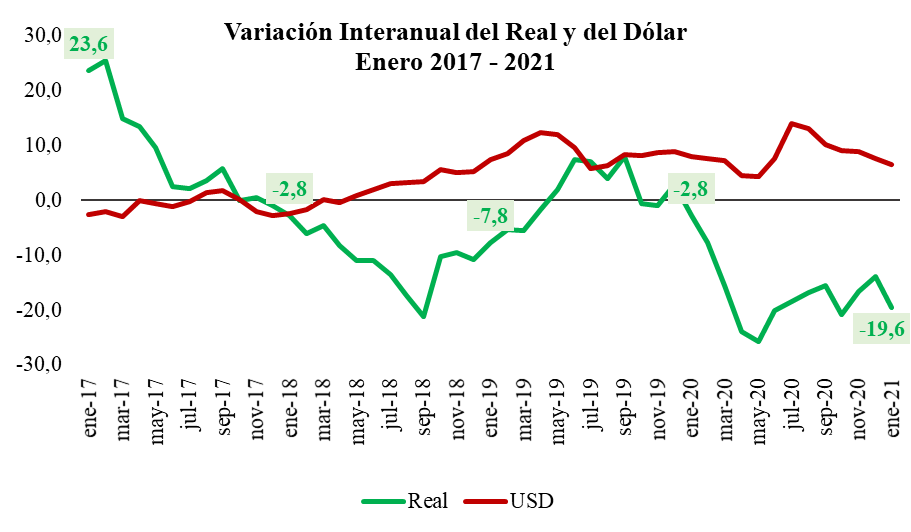 Variación Interanual del Real y del Dólar
Enero 2017 - 2021
30,0
20,0
10,0
0,0
-10,0
-20,0
-30,0
23,6
-2,8
-7,8
-2,8
-19,6
ene-17
mar-17
may-17
jul-17
sep-17
nov-17
ene-18
mar-18
may-18
jul-18
sep-18
nov-18
ene-19
mar-19
may-19
jul-19
sep-19
nov-19
ene-20
mar-20
may-20
jul-20
sep-20
nov-20
ene-21
Real
USD